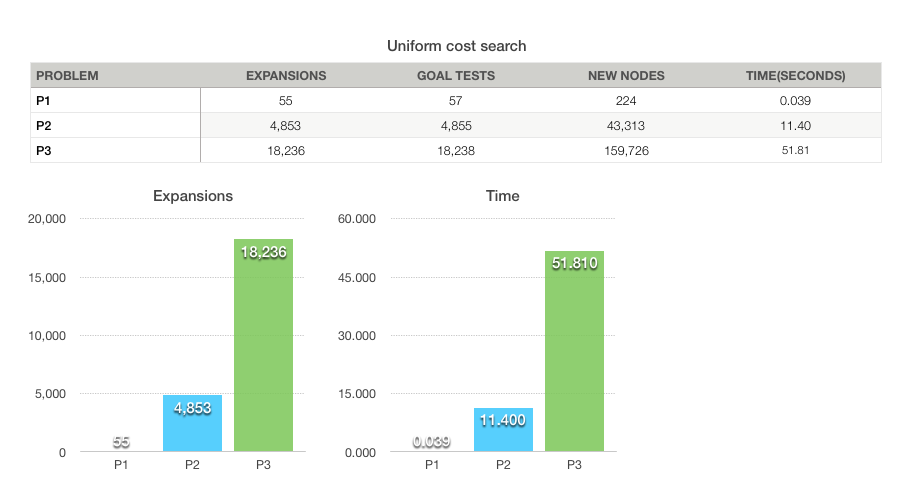 Uniform cost search
PROBLEM EXPANSIONS GOAL TESTS NEW NODES TIME(SECONDS)
P1 55 57 224 0.039
P2 4,853 4,855 43,313 11.40
P3 18,236 18,238 159,726 51.81
Expansions
20,000
15,000
10,000
5,000
0
55
4,853
18,236
P1 P2 P3
Time
60.000
45.000
30.000
15.000
0.000
0.039
11.400
51.810
P1 P2 P3